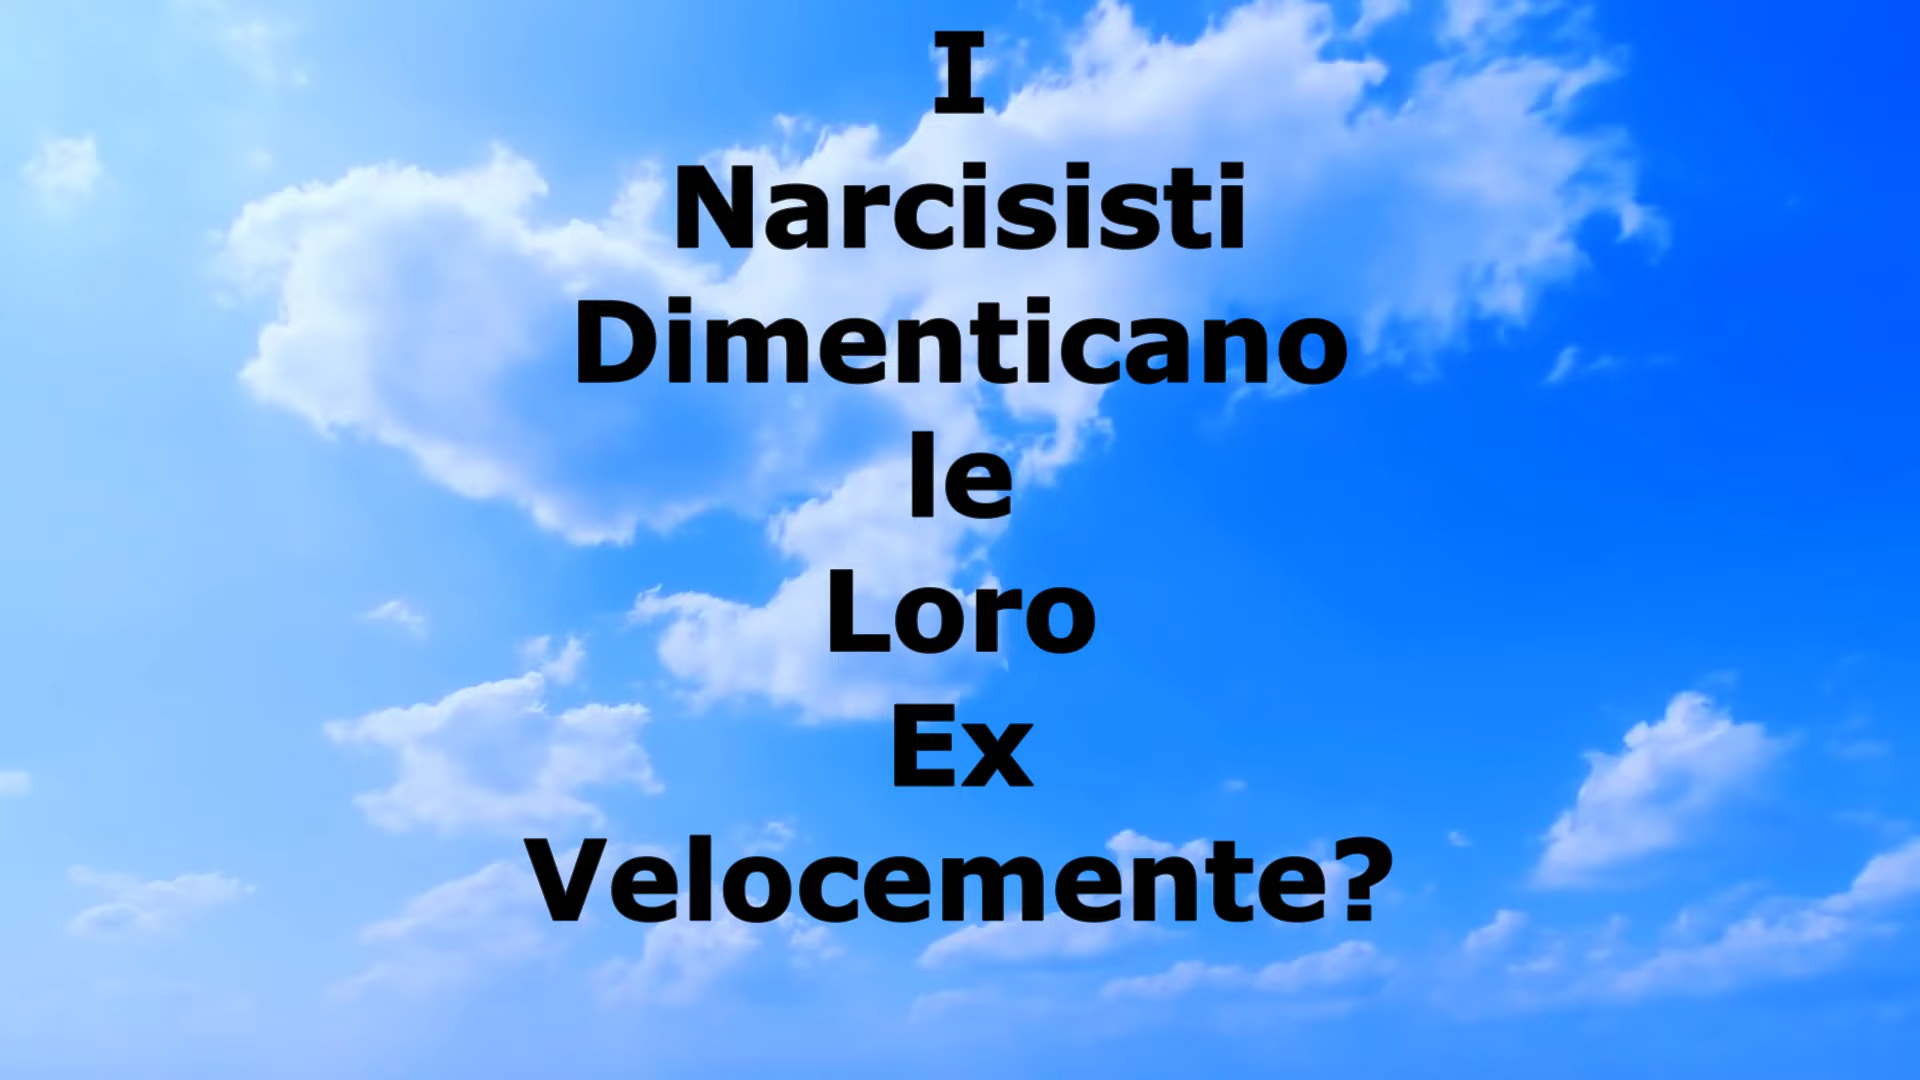 I
Narcisisti
Dimenticano
le
Loro
Ex
Velocemente?